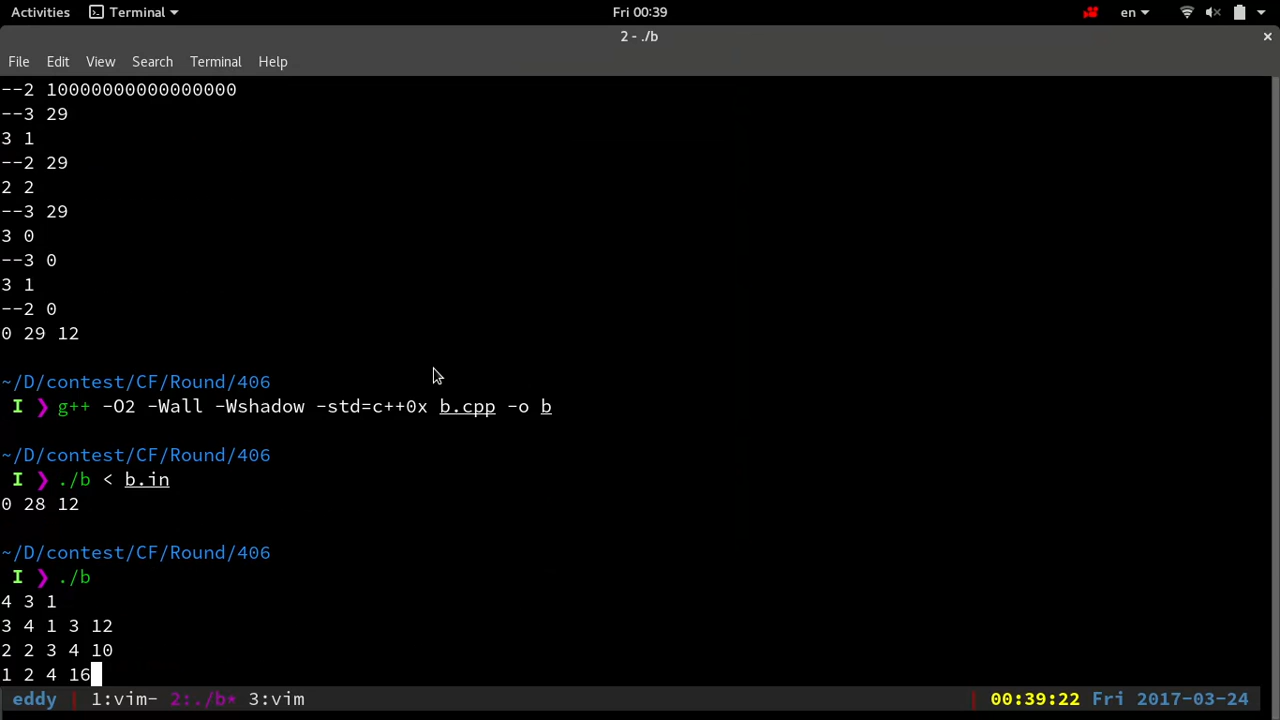 Activities Terminal Fri 00:39 en
2 - ./b ×
File Edit View Search Terminal Help
--2 10000000000000000
--3 29
3 1
--2 29
2 2
--3 29
3 0
--3 0
3 1
--2 0
0 29 12
~/D/contest/CF/Round/406
I ❯ g++ -O2 -Wall -Wshadow -std=c++0x b.cpp -o b
~/D/contest/CF/Round/406
I ❯ ./b < b.in
0 28 12
~/D/contest/CF/Round/406
I ❯ ./b
4 3 1
3 4 1 3 12
2 2 3 4 10
1 2 4 16
eddy 1:vim- 2:./b* 3:vim 00:39:22 Fri 2017-03-24